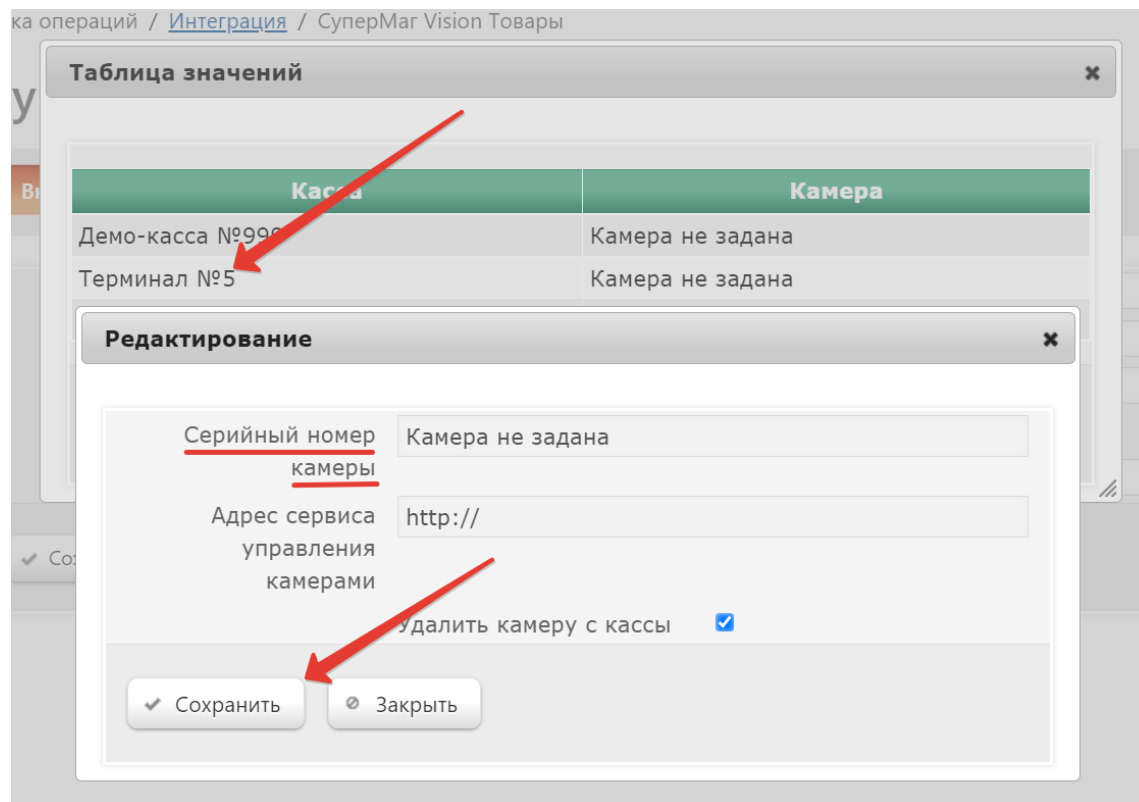 ка операций / Интеграция / СуперМаг Vision Товары
Таблица значений
Касса Камера
Демо-касса №999 Камера не задана
Терминал №5 Камера не задана
Редактирование
Серийный номер Камера не задана
камеры
Адрес сервиса http://
управления
камерами
Удалить камеру с кассы
Сохранить Закрыть